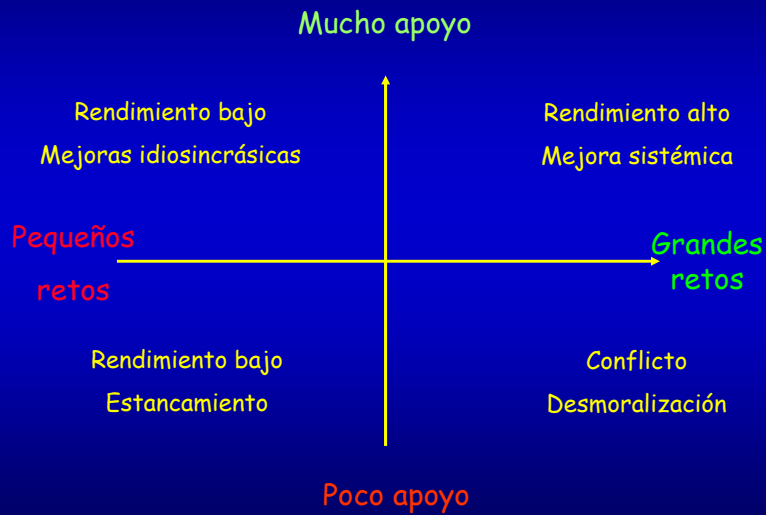 Mucho apoyo
Rendimiento bajo
Mejoras idiosincrásicas
Rendimiento alto
Mejora sistémica
Pequeños
retos
Grandes
retos
Rendimiento bajo
Estancamiento
Conflicto
Desmoralización
Poco apoyo